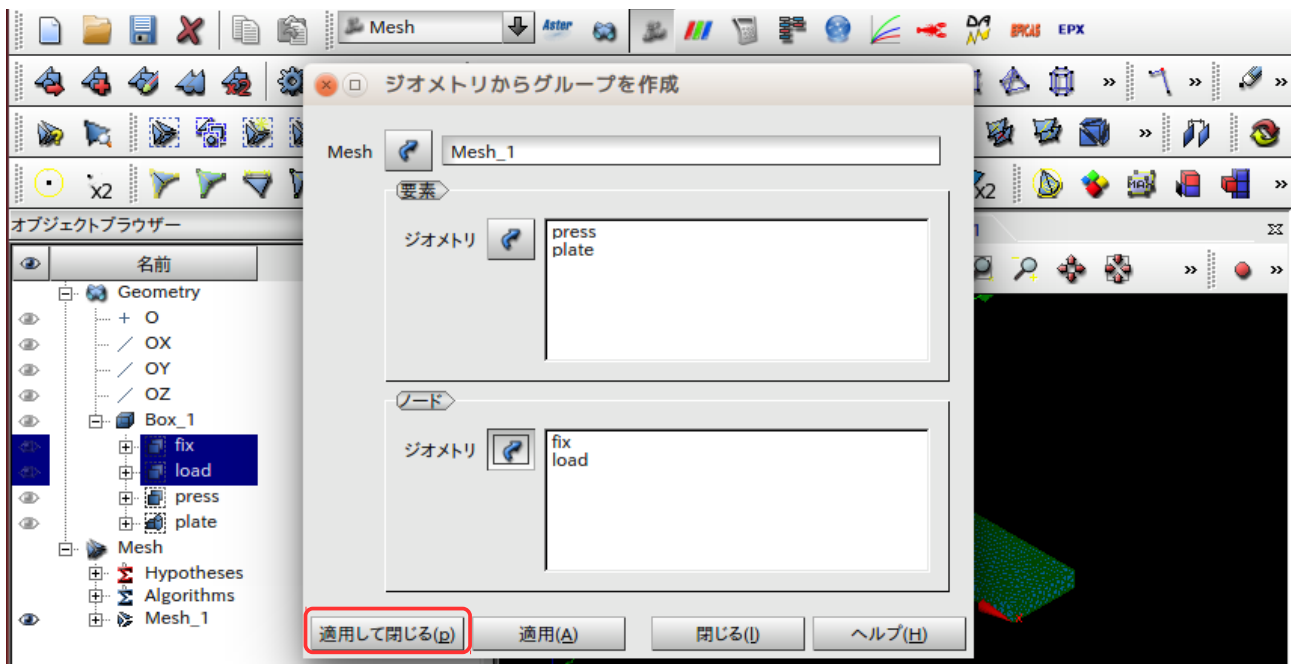 Mesh
Aster
EFICAS
EPX
ジオメトリからグループを作成
x2
x2
MAX
Mesh
Mesh_1
要素
ジオメトリ
press
plate
ノード
ジオメトリ
fix
load
適用して閉じる(p)
適用(A)
閉じる(l)
ヘルプ(H)
オブジェクトブラウザー
名前
Geometry
O
OX
OY
OZ
Box_1
fix
load
press
plate
Mesh
Hypotheses
Algorithms
Mesh_1